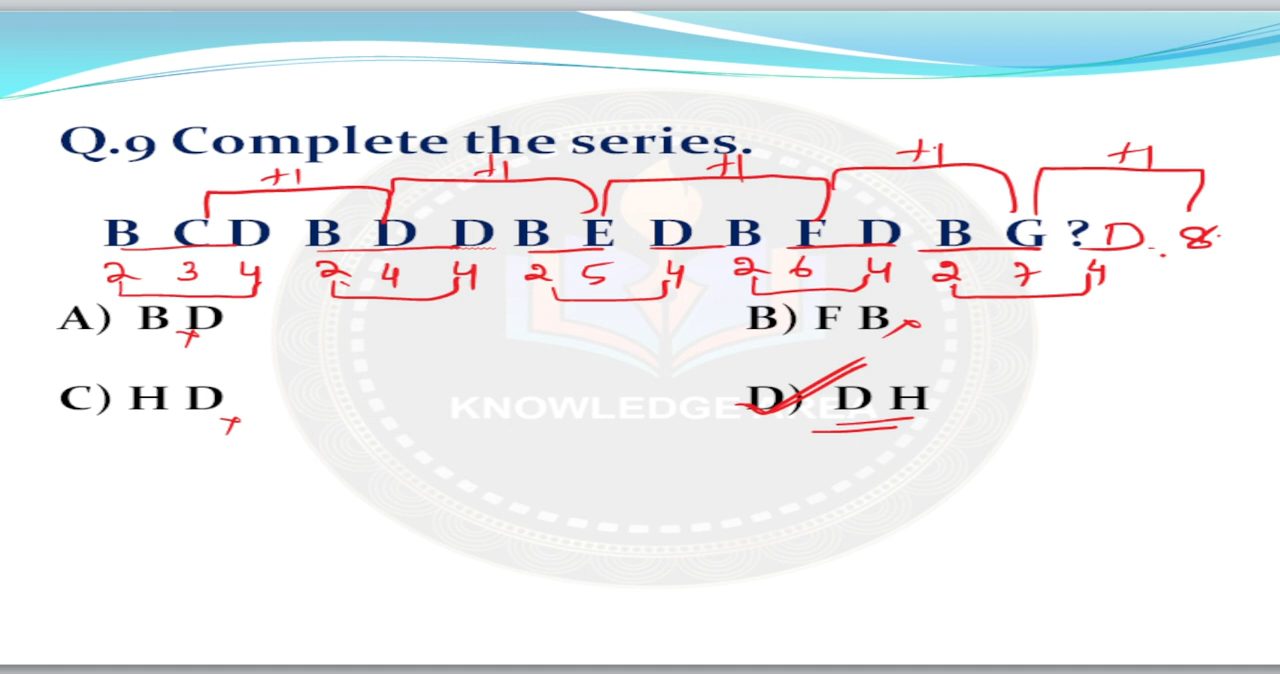 Q.9 Complete the series.
+1 +1 +1 +1 +1
B C D B D D B E D B F D B G ? D. 8
2 3 4 2 4 4 2 5 4 2 6 4 2 7 4
A) B D B) F B
C) H D D) D H
KNOWLEDGE AREA